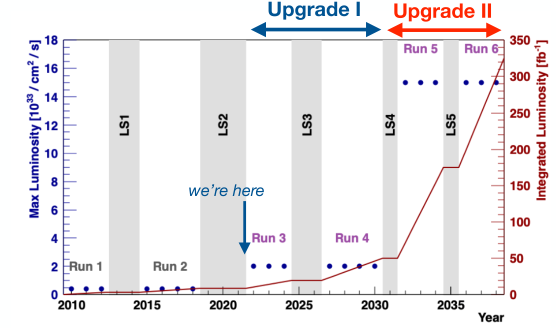 Upgrade I
Upgrade II
Max Luminosity [10³³ / cm² / s]
18
16
14
12
10
8
6
4
2
0
LS1
LS2
LS3
LS4
LS5
Run 5
Run 6
we're here
Run 3
Run 4
Run 1
Run 2
350
300
250
200
150
100
50
0
Integrated Luminosity [fb⁻¹]
2010
2015
2020
2025
2030
2035
Year